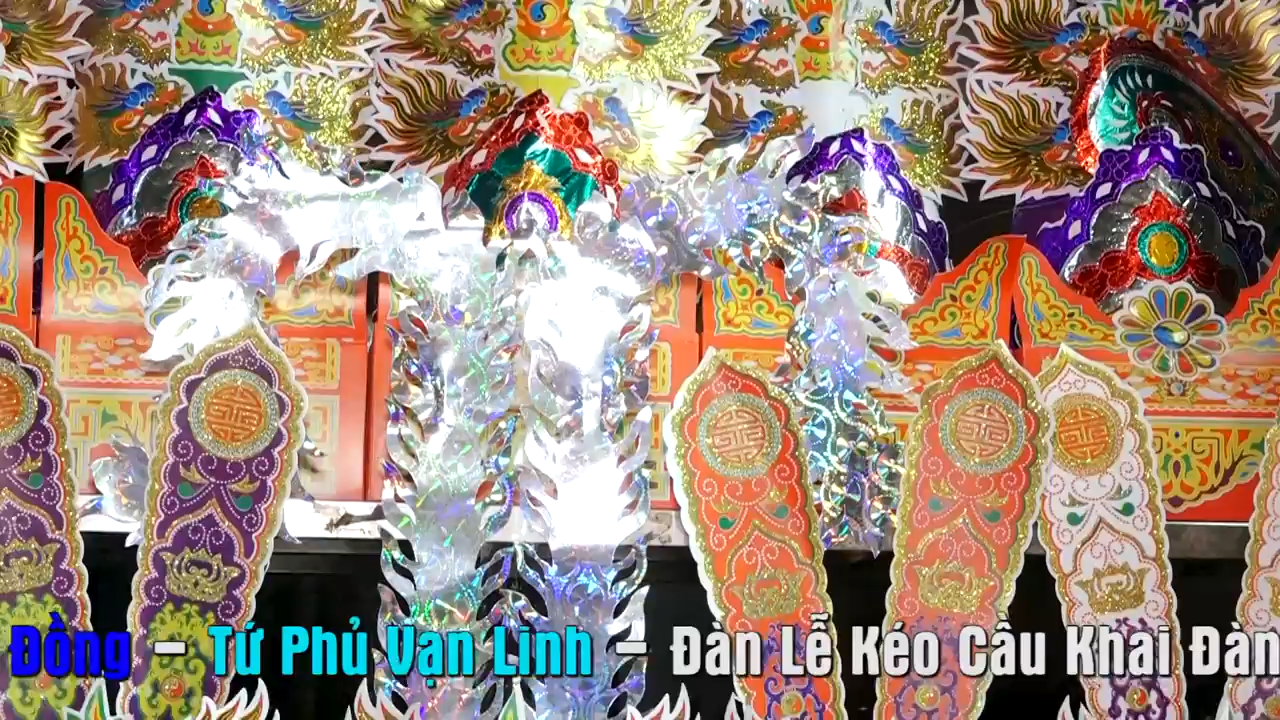 Đồng - Tứ Phủ Vạn Linh - Đàn Lễ Kéo Cầu Khai Đàn